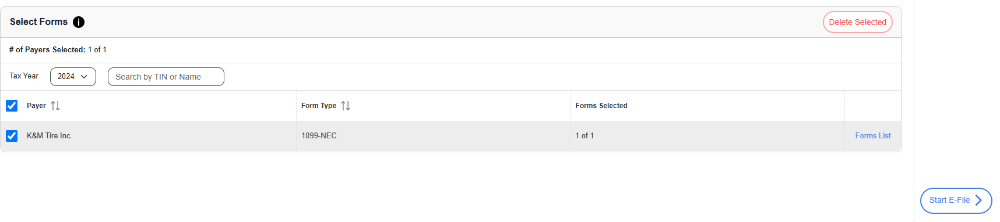 Select Forms i
Delete Selected
# of Payers Selected: 1 of 1
Tax Year 2024 Search by TIN or Name
Payer Form Type Forms Selected
K&M Tire Inc. 1099-NEC 1 of 1 Forms List
Start E-File